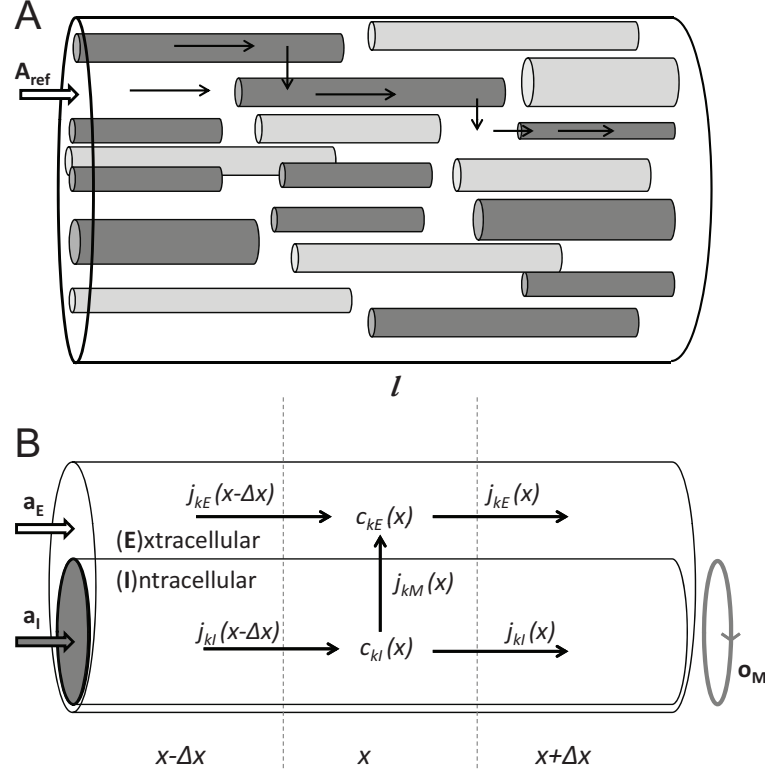 A
A_ref
l
B
a_E
j_kE(x-Δx)
c_kE(x)
j_kE(x)
(E)xtracellular
(I)ntracellular
j_kM(x)
a_I
j_kI(x-Δx)
c_kI(x)
j_kI(x)
o_M
x-Δx
x
x+Δx